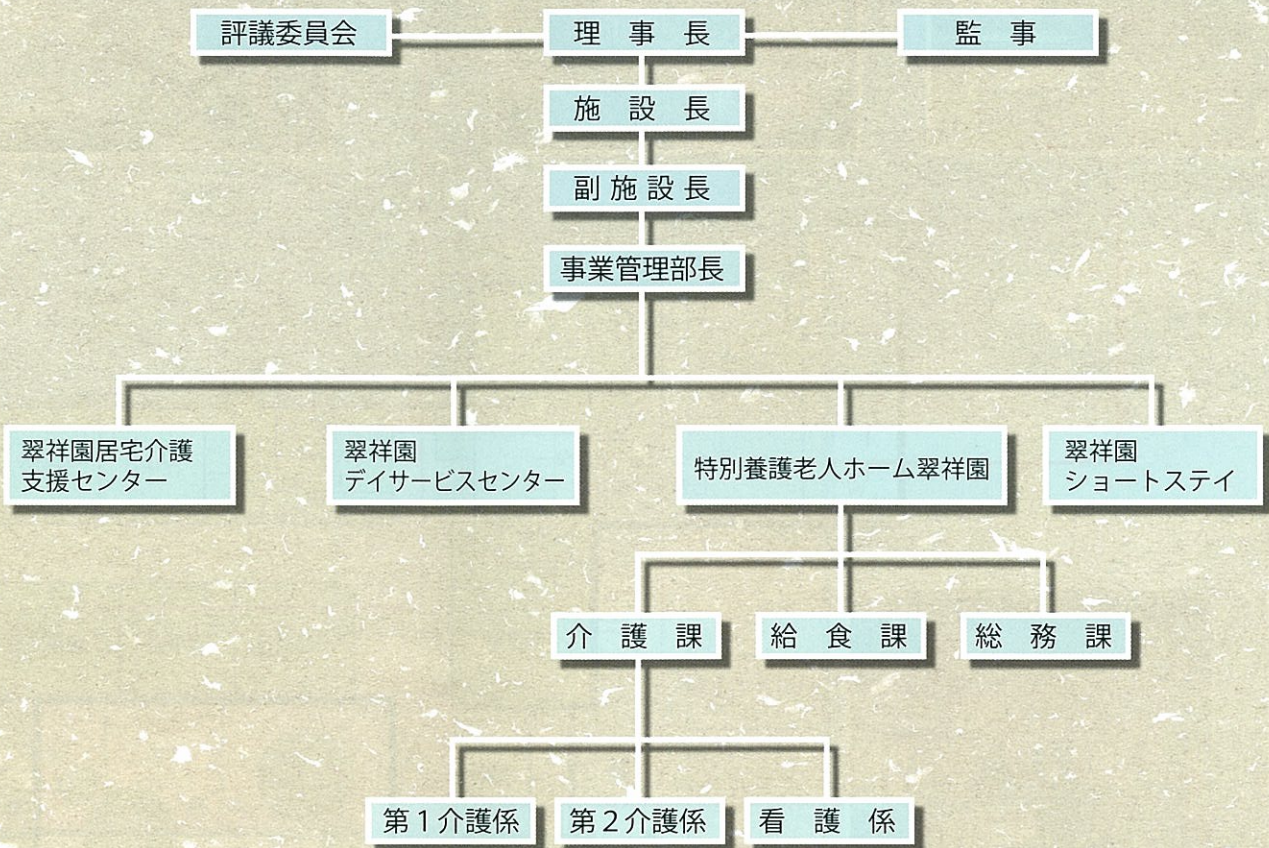 評議委員会
理事長
監事
施設長
副施設長
事業管理部長
翠祥園居宅介護
支援センター
翠祥園
デイサービスセンター
特別養護老人ホーム翠祥園
翠祥園
ショートステイ
介護課
給食課
総務課
第1介護係
第2介護係
看護係